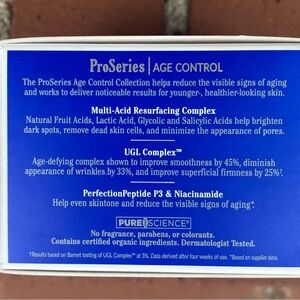 ProSeries | AGE CONTROL
The ProSeries Age Control Collection helps reduce the visible signs of aging
and works to deliver noticeable results for younger-, healthier-looking skin.
Multi-Acid Resurfacing Complex
Natural Fruit Acids, Lactic Acid, Glycolic and Salicylic Acids help brighten
dark spots, remove dead skin cells, and minimize the appearance of pores.
UGL Complex™
Age-defying complex shown to improve smoothness by 45%, diminish
appearance of wrinkles by 33%, and improve superficial firmness by 25%¹.
PerfectionPeptide P3 & Niacinamide
Help even skintone and reduce the visible signs of aging*.
PURE SCIENCE®
No fragrance, parabens, or colorants.
Contains certified organic ingredients. Dermatologist Tested.
¹Results based on Barnet testing of UGL Complex™ at 3%. Data derived after four weeks of use. *Based on supplier data.